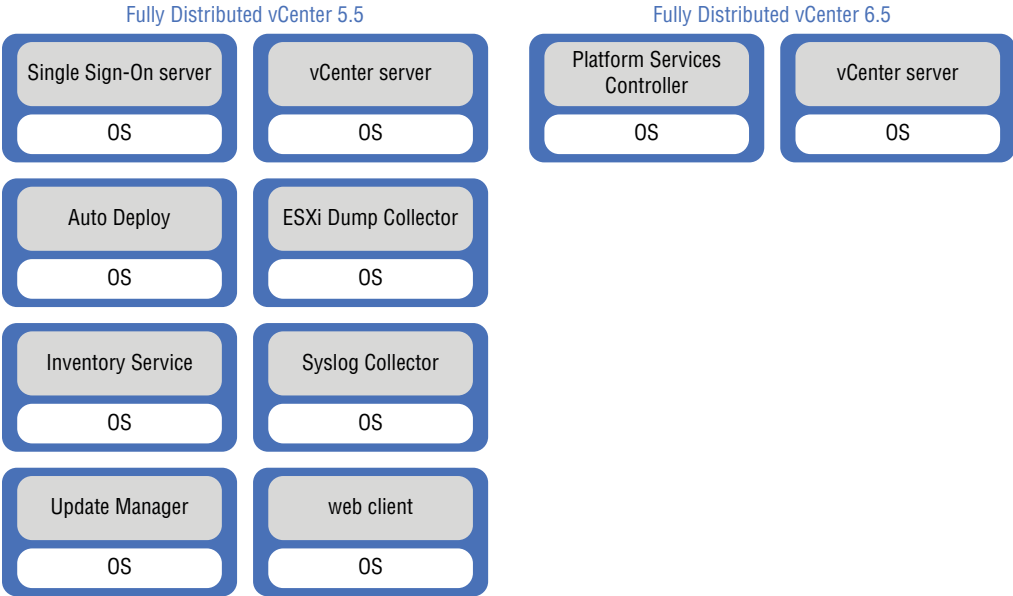 Fully Distributed vCenter 5.5
Single Sign-On server
OS
vCenter server
OS
Auto Deploy
OS
ESXi Dump Collector
OS
Inventory Service
OS
Syslog Collector
OS
Update Manager
OS
web client
OS
Fully Distributed vCenter 6.5
Platform Services
Controller
OS
vCenter server
OS